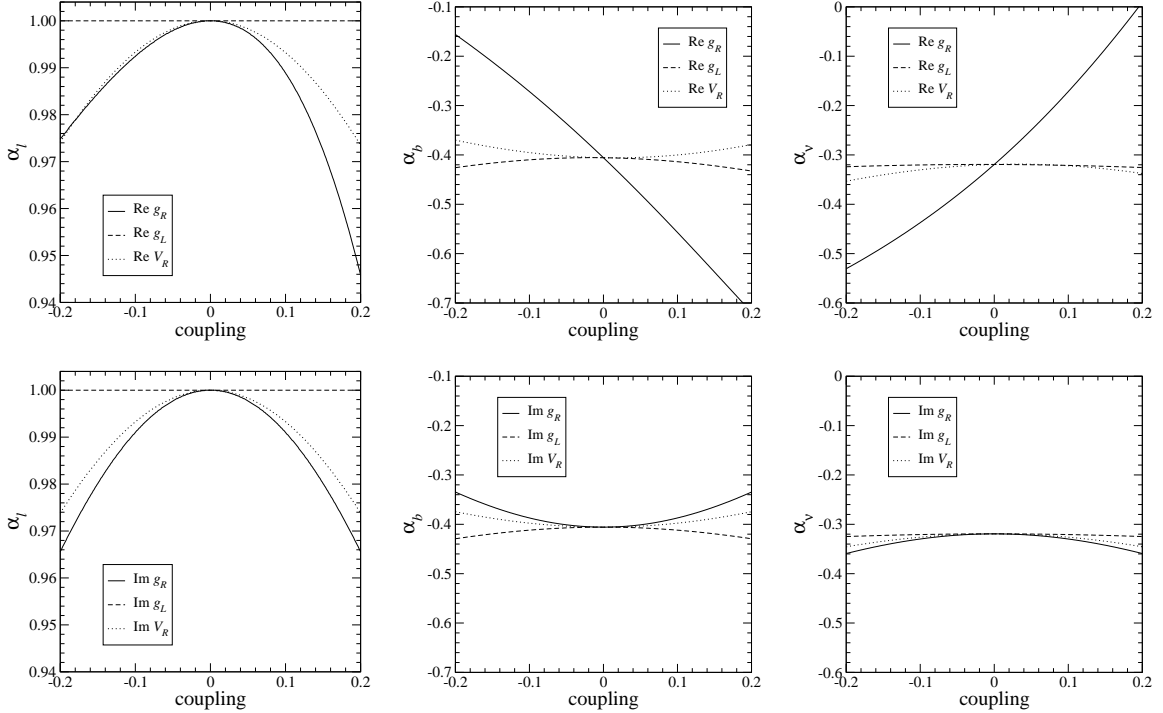 1.00
0.99
0.98
0.97
0.96
0.95
0.94
α_l
-0.2 -0.1 0 0.1 0.2
coupling
Re g_R
Re g_L
Re V_R
-0.1
-0.2
-0.3
-0.4
-0.5
-0.6
-0.7
α_b
-0.2 -0.1 0 0.1 0.2
coupling
Re g_R
Re g_L
Re V_R
0
-0.1
-0.2
-0.3
-0.4
-0.5
-0.6
α_ν
-0.2 -0.1 0 0.1 0.2
coupling
Re g_R
Re g_L
Re V_R
1.00
0.99
0.98
0.97
0.96
0.95
0.94
α_l
-0.2 -0.1 0 0.1 0.2
coupling
Im g_R
Im g_L
Im V_R
-0.1
-0.2
-0.3
-0.4
-0.5
-0.6
-0.7
α_b
-0.2 -0.1 0 0.1 0.2
coupling
Im g_R
Im g_L
Im V_R
0
-0.1
-0.2
-0.3
-0.4
-0.5
-0.6
α_ν
-0.2 -0.1 0 0.1 0.2
coupling
Im g_R
Im g_L
Im V_R